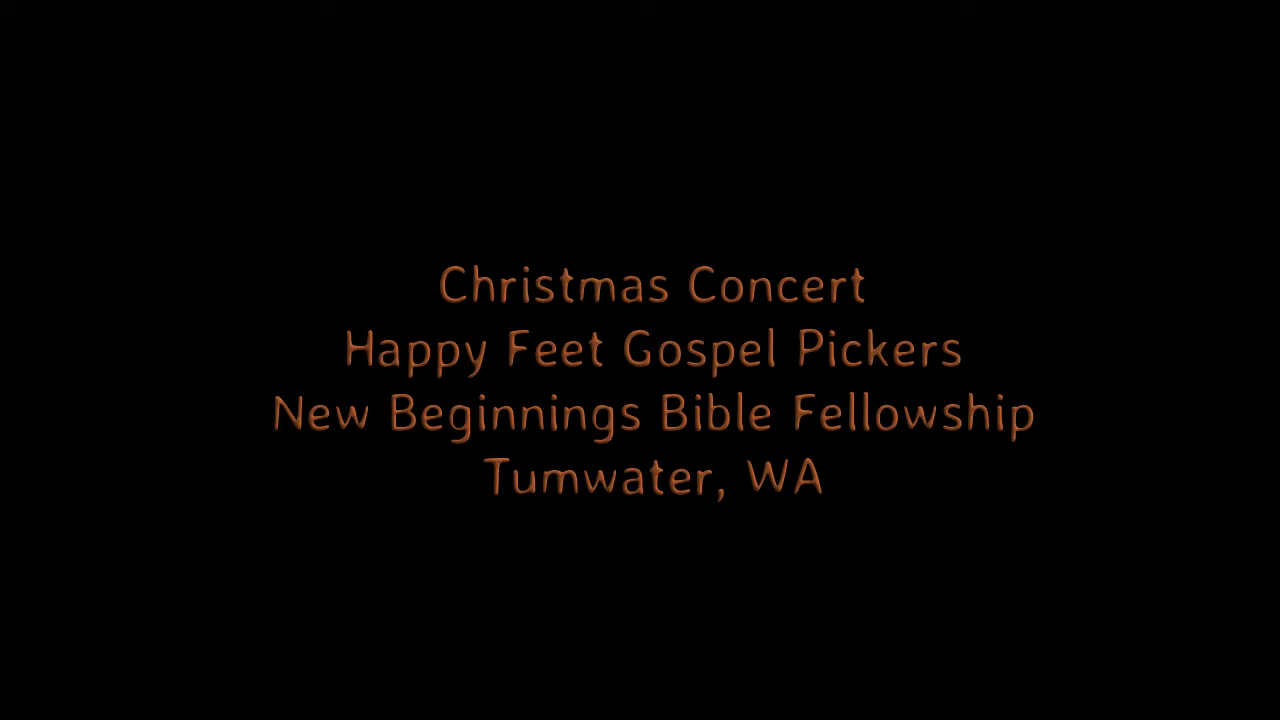 Christmas Concert
Happy Feet Gospel Pickers
New Beginnings Bible Fellowship
Tumwater, WA